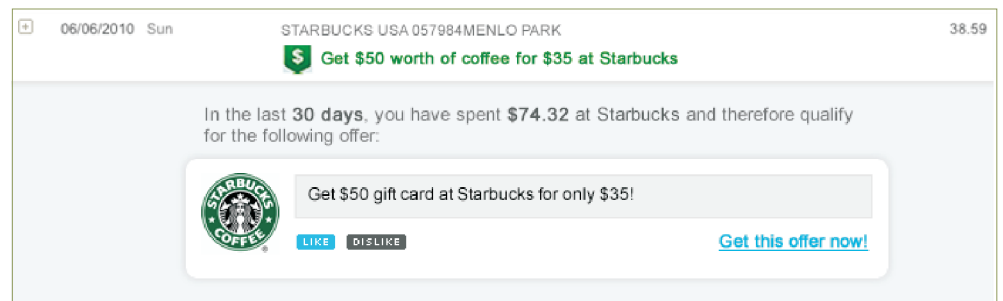 06/06/2010 Sun STARBUCKS USA 057984MENLO PARK 38.59
$ Get $50 worth of coffee for $35 at Starbucks
In the last 30 days, you have spent $74.32 at Starbucks and therefore qualify
for the following offer:
STARBUCKS COFFEE ®
Get $50 gift card at Starbucks for only $35!
LIKE DISLIKE Get this offer now!